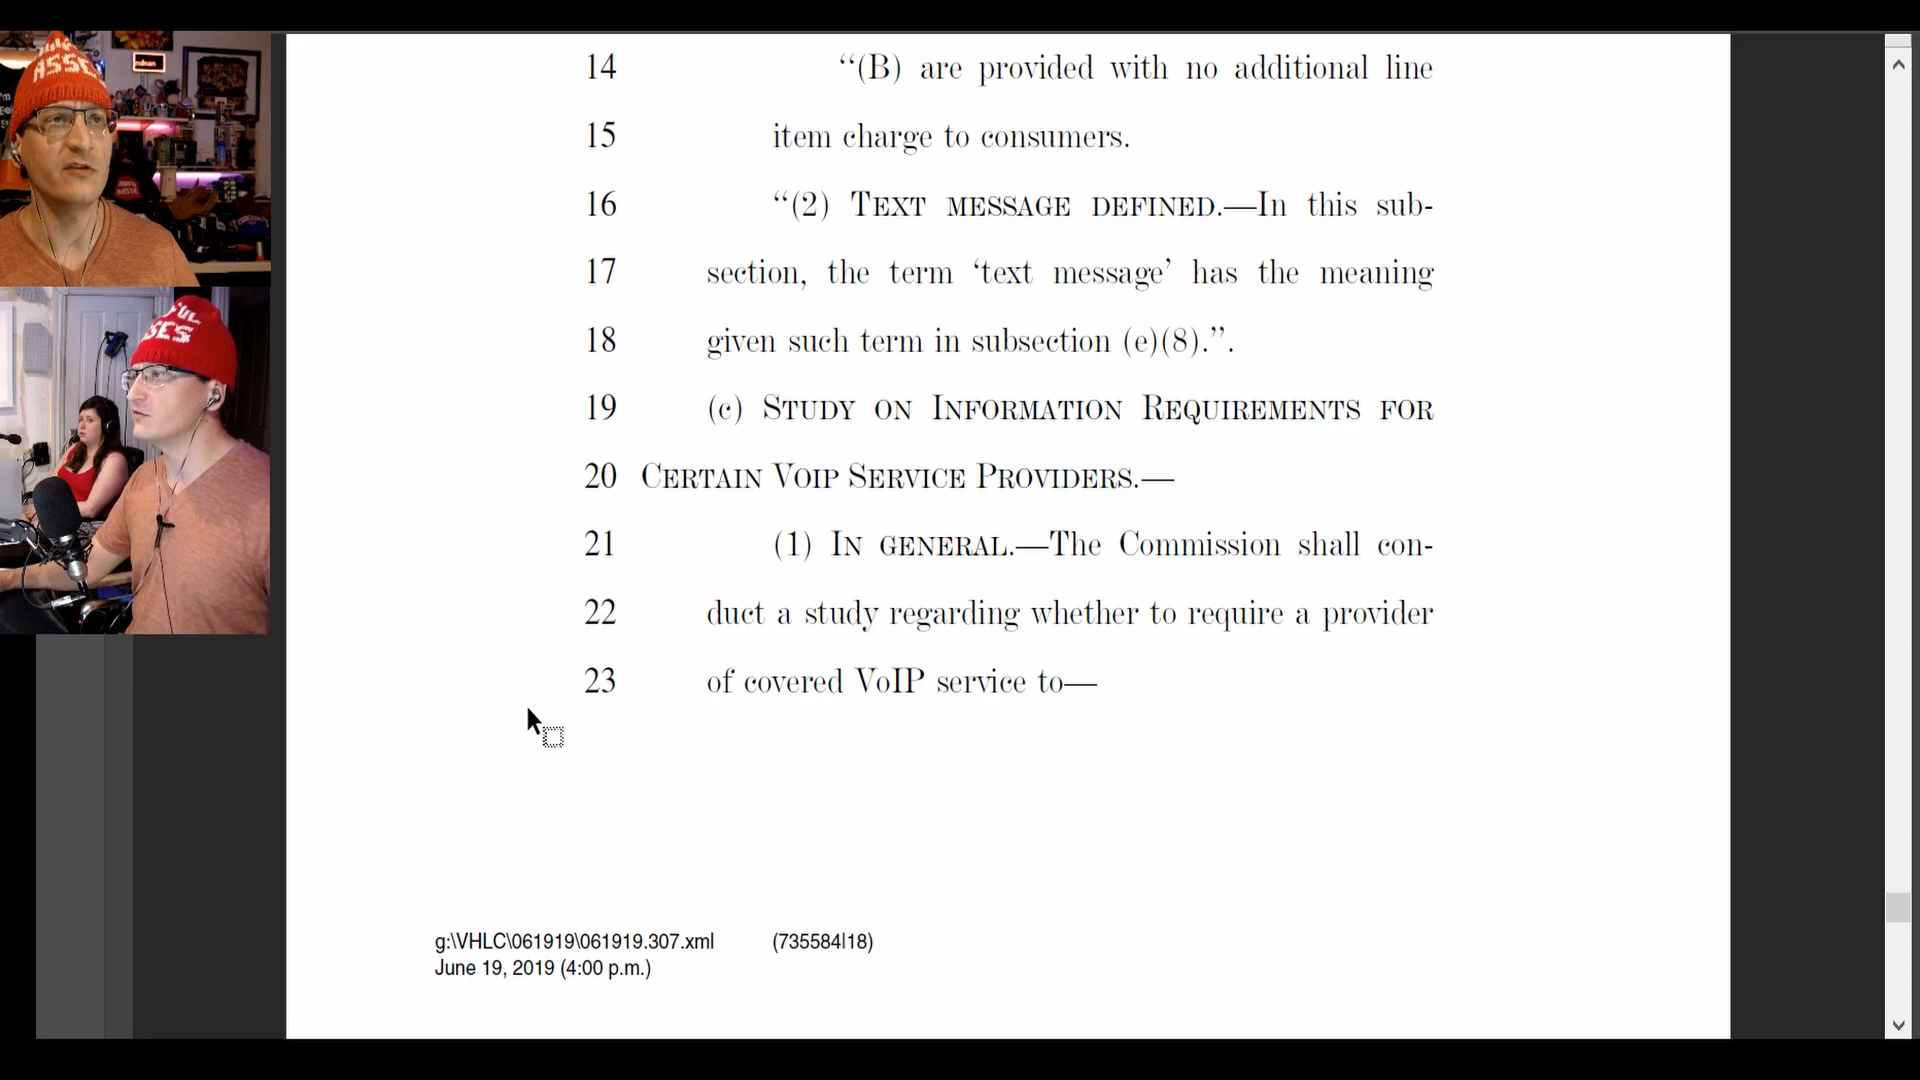 ASSES
14 “(B) are provided with no additional line
15 item charge to consumers.
16 “(2) TEXT MESSAGE DEFINED.—In this sub-
17 section, the term ‘text message’ has the meaning
18 given such term in subsection (e)(8).”.
19 (c) STUDY ON INFORMATION REQUIREMENTS FOR
20 CERTAIN VOIP SERVICE PROVIDERS.—
21 (1) IN GENERAL.—The Commission shall con-
22 duct a study regarding whether to require a provider
23 of covered VoIP service to—
g:\VHLC\061919\061919.307.xml (735584|18)
June 19, 2019 (4:00 p.m.)